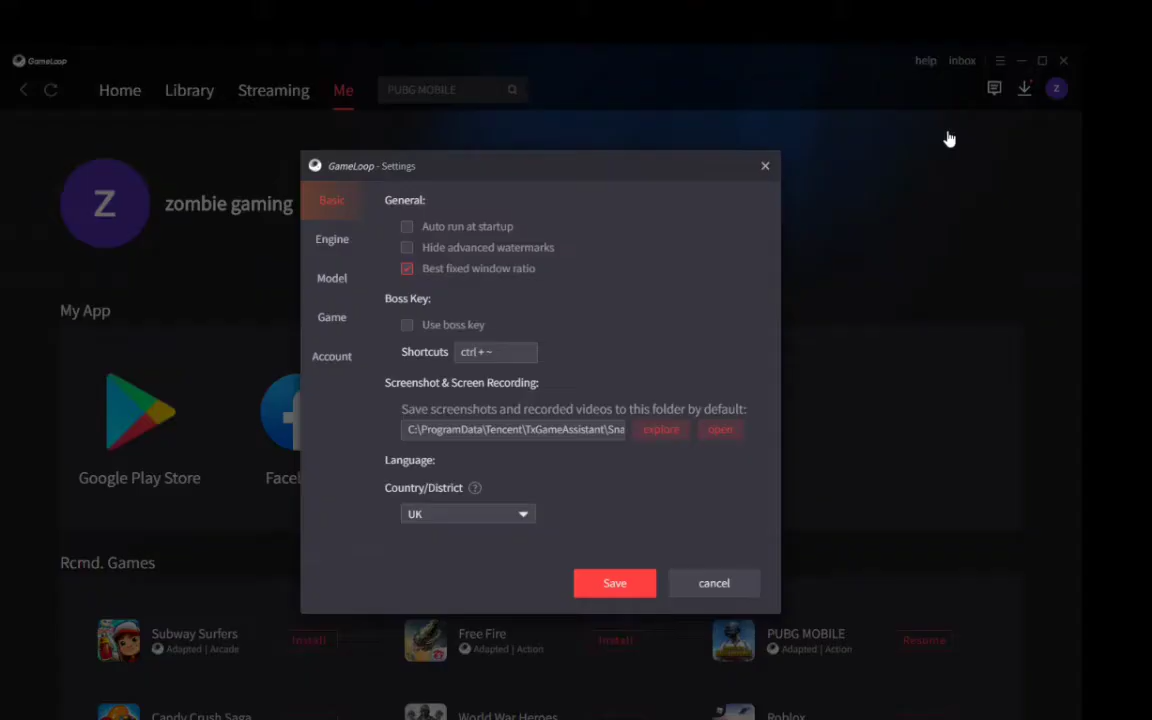 GameLoop
help inbox
Home Library Streaming Me PUBG MOBILE
Z
GameLoop - Settings
Z zombie gaming
Basic
Engine
Model
Game
Account
General:
Auto run at startup
Hide advanced watermarks
Best fixed window ratio
Boss Key:
Use boss key
Shortcuts ctrl+~
Screenshot & Screen Recording:
Save screenshots and recorded videos to this folder by default:
C:\ProgramData\Tencent\TxGameAssistant\Sna explore open
Language:
Country/District ?
UK
Save cancel
My App
Google Play Store
Face
Rcmd. Games
Subway Surfers
Adapted | Arcade
Install
Free Fire
Adapted | Action
Install
PUBG MOBILE
Adapted | Action
Resume
Candy Crush Saga
World War Heroes
Roblox